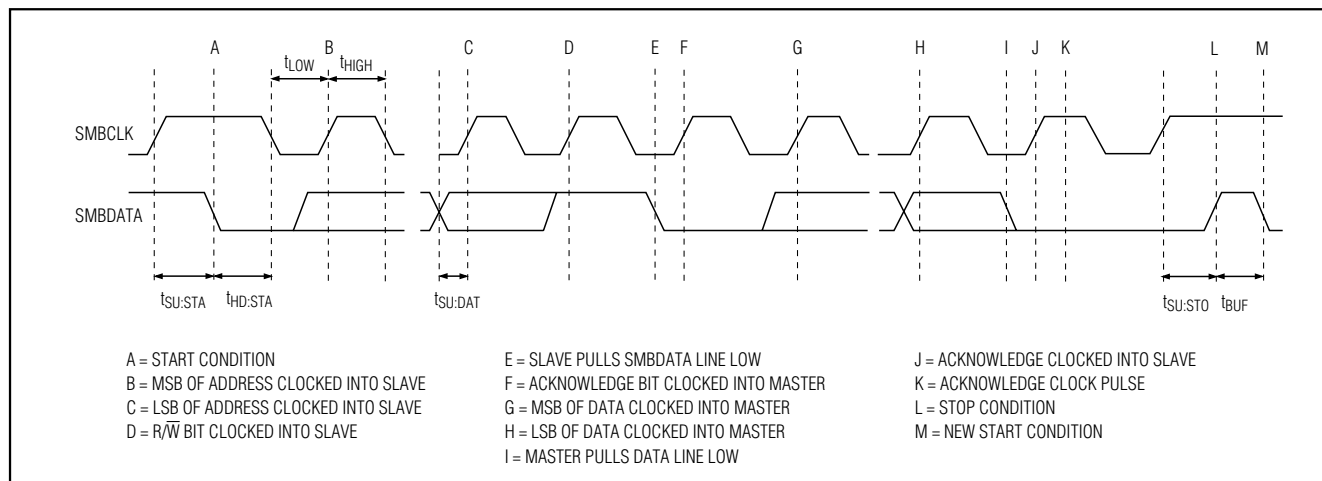 A B C D E F G H I J K L M
tLOW tHIGH
SMBCLK
SMBDATA
tSU:STA tHD:STA tSU:DAT tSU:STO tBUF
A = START CONDITION
B = MSB OF ADDRESS CLOCKED INTO SLAVE
C = LSB OF ADDRESS CLOCKED INTO SLAVE
D = R/W̅ BIT CLOCKED INTO SLAVE
E = SLAVE PULLS SMBDATA LINE LOW
F = ACKNOWLEDGE BIT CLOCKED INTO MASTER
G = MSB OF DATA CLOCKED INTO MASTER
H = LSB OF DATA CLOCKED INTO MASTER
I = MASTER PULLS DATA LINE LOW
J = ACKNOWLEDGE CLOCKED INTO SLAVE
K = ACKNOWLEDGE CLOCK PULSE
L = STOP CONDITION
M = NEW START CONDITION